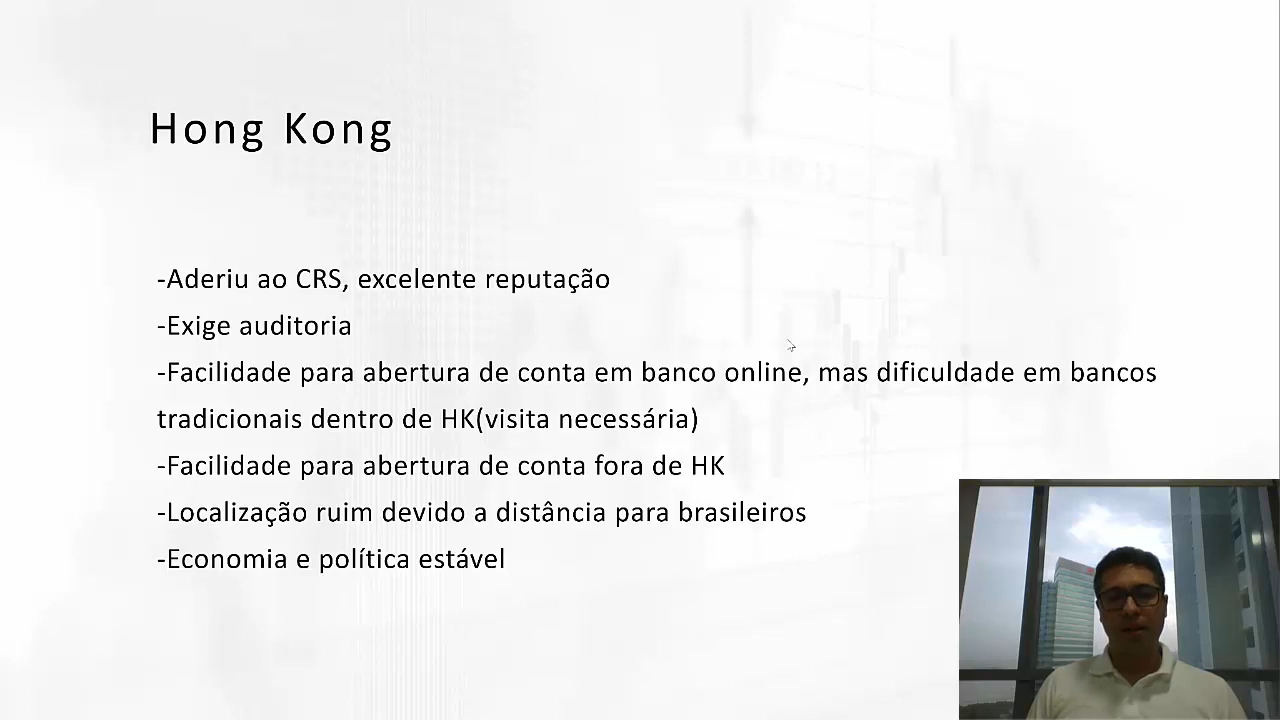 Hong Kong
-Aderiu ao CRS, excelente reputação
-Exige auditoria
-Facilidade para abertura de conta em banco online, mas dificuldade em bancos
tradicionais dentro de HK(visita necessária)
-Facilidade para abertura de conta fora de HK
-Localização ruim devido a distância para brasileiros
-Economia e política estável